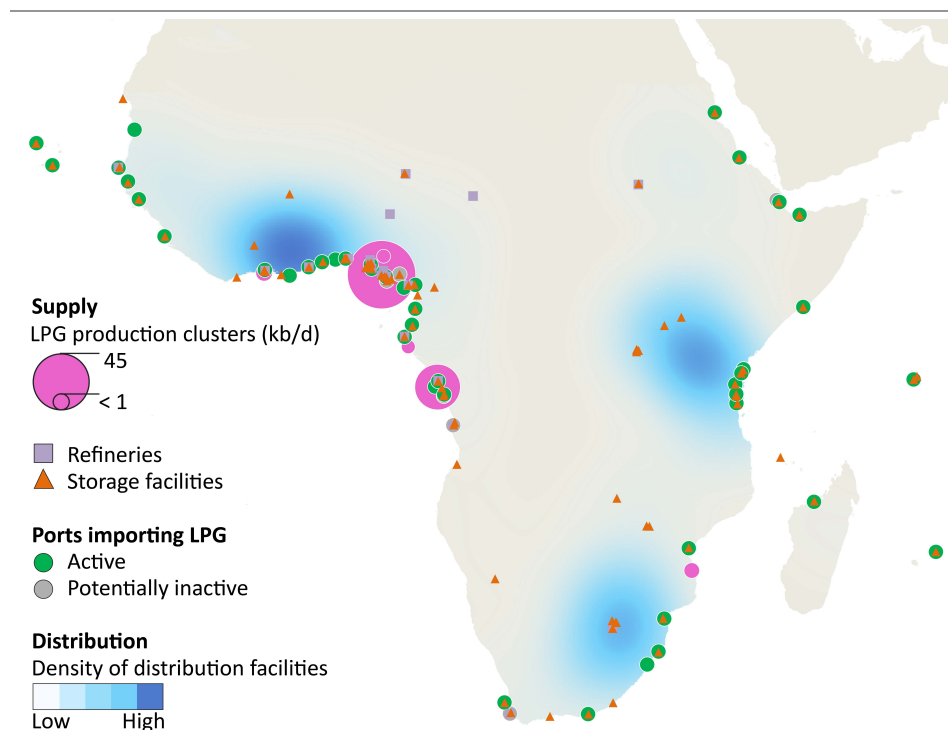 Supply
LPG production clusters (kb/d)
45
< 1
Refineries
Storage facilities
Ports importing LPG
Active
Potentially inactive
Distribution
Density of distribution facilities
Low High